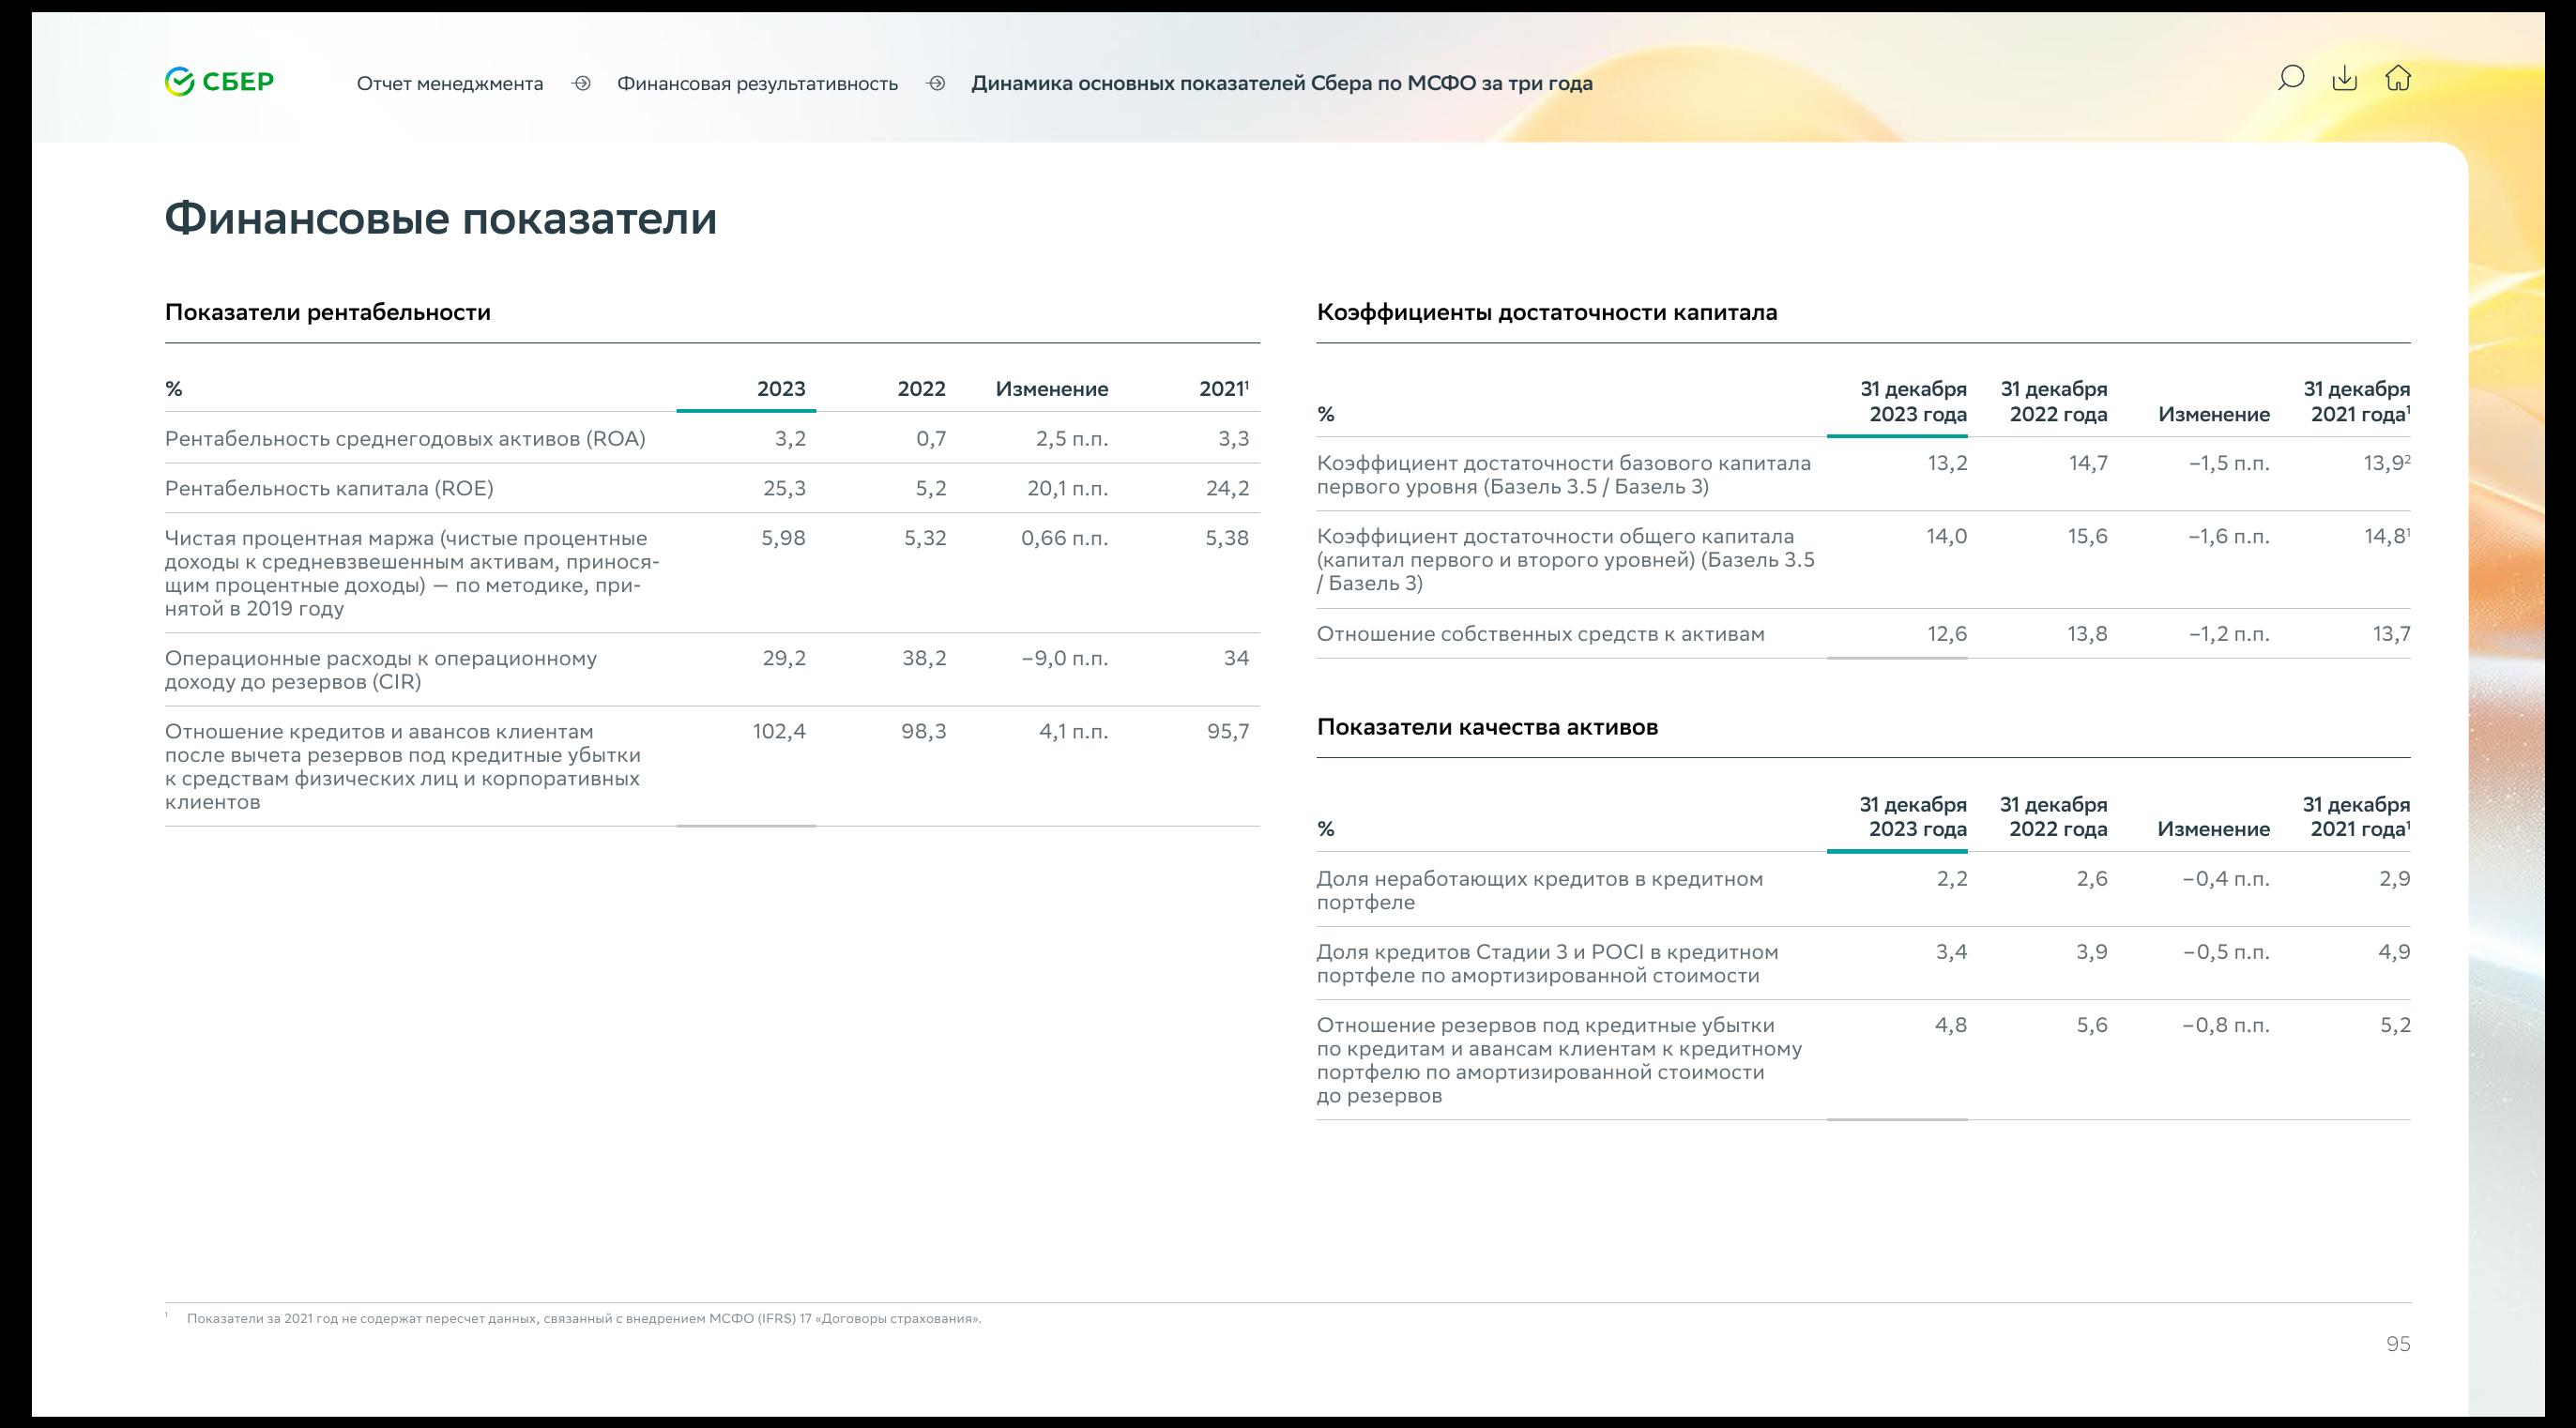 СБЕР
Отчет менеджмента
Финансовая результативность
Динамика основных показателей Сбера по МСФО за три года
Финансовые показатели
Показатели рентабельности
% 2023 2022 Изменение 2021¹
Рентабельность среднегодовых активов (ROA) 3,2 0,7 2,5 п.п. 3,3
Рентабельность капитала (ROE) 25,3 5,2 20,1 п.п. 24,2
Чистая процентная маржа (чистые процентные 5,98 5,32 0,66 п.п. 5,38
доходы к средневзвешенным активам, принося-
щим процентные доходы) — по методике, при-
нятой в 2019 году
Операционные расходы к операционному 29,2 38,2 –9,0 п.п. 34
доходу до резервов (CIR)
Отношение кредитов и авансов клиентам 102,4 98,3 4,1 п.п. 95,7
после вычета резервов под кредитные убытки
к средствам физических лиц и корпоративных
клиентов
Коэффициенты достаточности капитала
31 декабря 31 декабря 31 декабря
% 2023 года 2022 года Изменение 2021 года¹
Коэффициент достаточности базового капитала 13,2 14,7 –1,5 п.п. 13,9²
первого уровня (Базель 3.5 / Базель 3)
Коэффициент достаточности общего капитала 14,0 15,6 –1,6 п.п. 14,8¹
(капитал первого и второго уровней) (Базель 3.5
/ Базель 3)
Отношение собственных средств к активам 12,6 13,8 –1,2 п.п. 13,7
Показатели качества активов
31 декабря 31 декабря 31 декабря
% 2023 года 2022 года Изменение 2021 года¹
Доля неработающих кредитов в кредитном 2,2 2,6 –0,4 п.п. 2,9
портфеле
Доля кредитов Стадии 3 и POCI в кредитном 3,4 3,9 –0,5 п.п. 4,9
портфеле по амортизированной стоимости
Отношение резервов под кредитные убытки 4,8 5,6 –0,8 п.п. 5,2
по кредитам и авансам клиентам к кредитному
портфелю по амортизированной стоимости
до резервов
¹ Показатели за 2021 год не содержат пересчет данных, связанный с внедрением МСФО (IFRS) 17 «Договоры страхования».
95